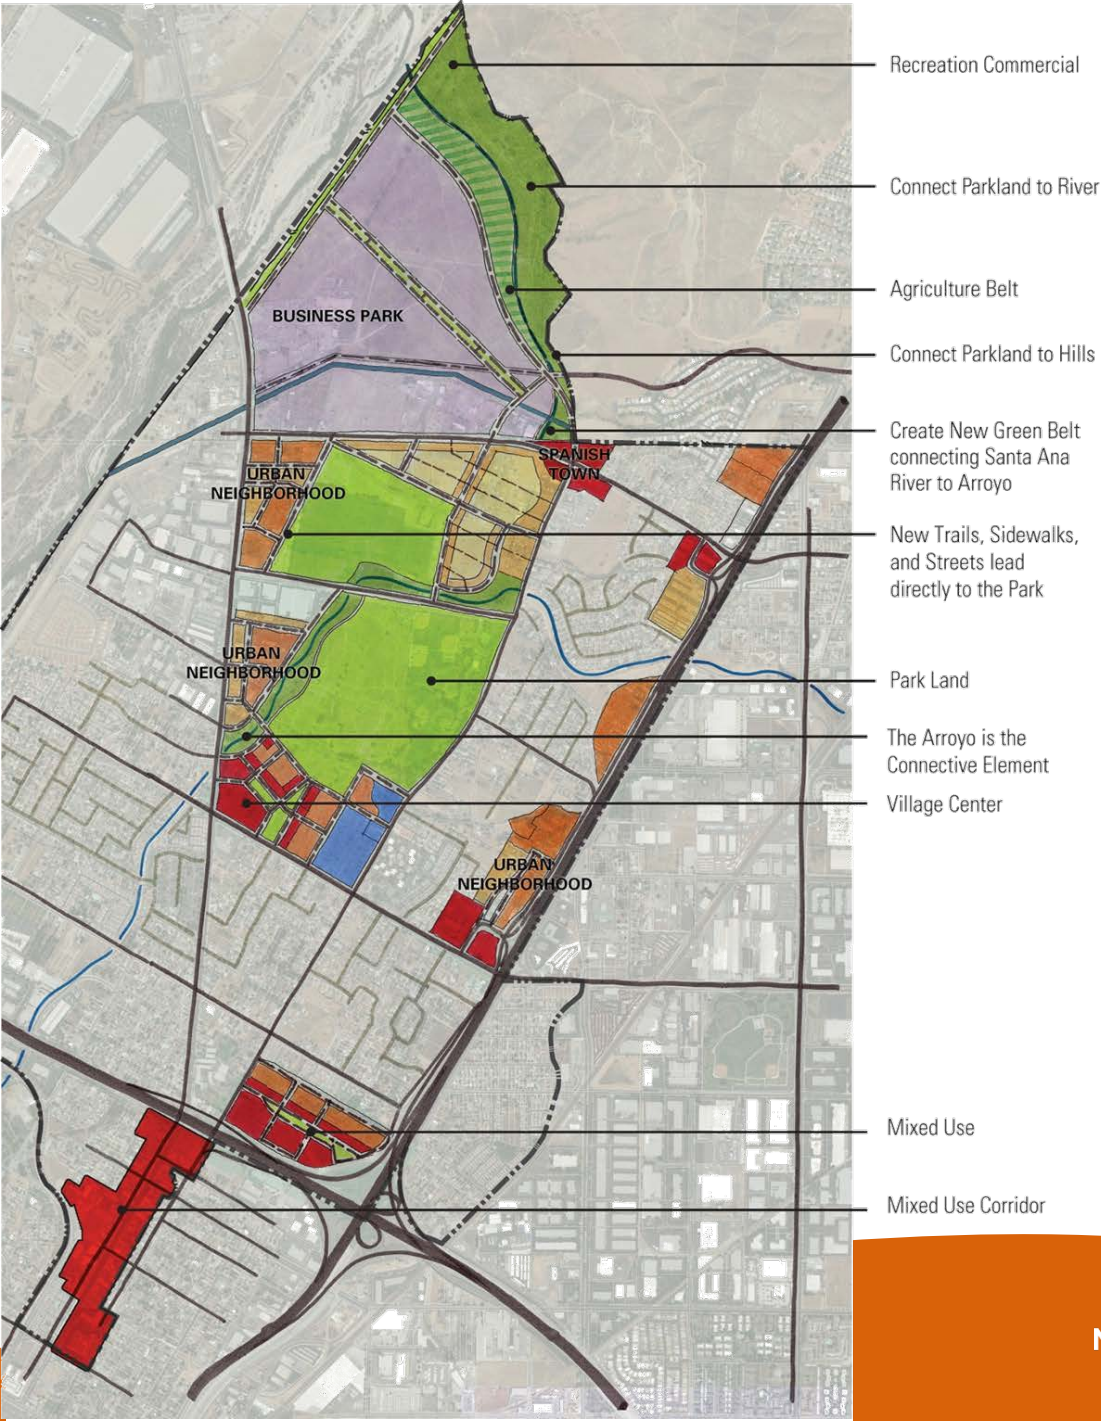 Recreation Commercial
Connect Parkland to River
Agriculture Belt
BUSINESS PARK
Connect Parkland to Hills
Create New Green Belt
connecting Santa Ana
River to Arroyo
SPANISH
TOWN
URBAN
NEIGHBORHOOD
New Trails, Sidewalks,
and Streets lead
directly to the Park
URBAN
NEIGHBORHOOD
Park Land
The Arroyo is the
Connective Element
Village Center
URBAN
NEIGHBORHOOD
Mixed Use
Mixed Use Corridor